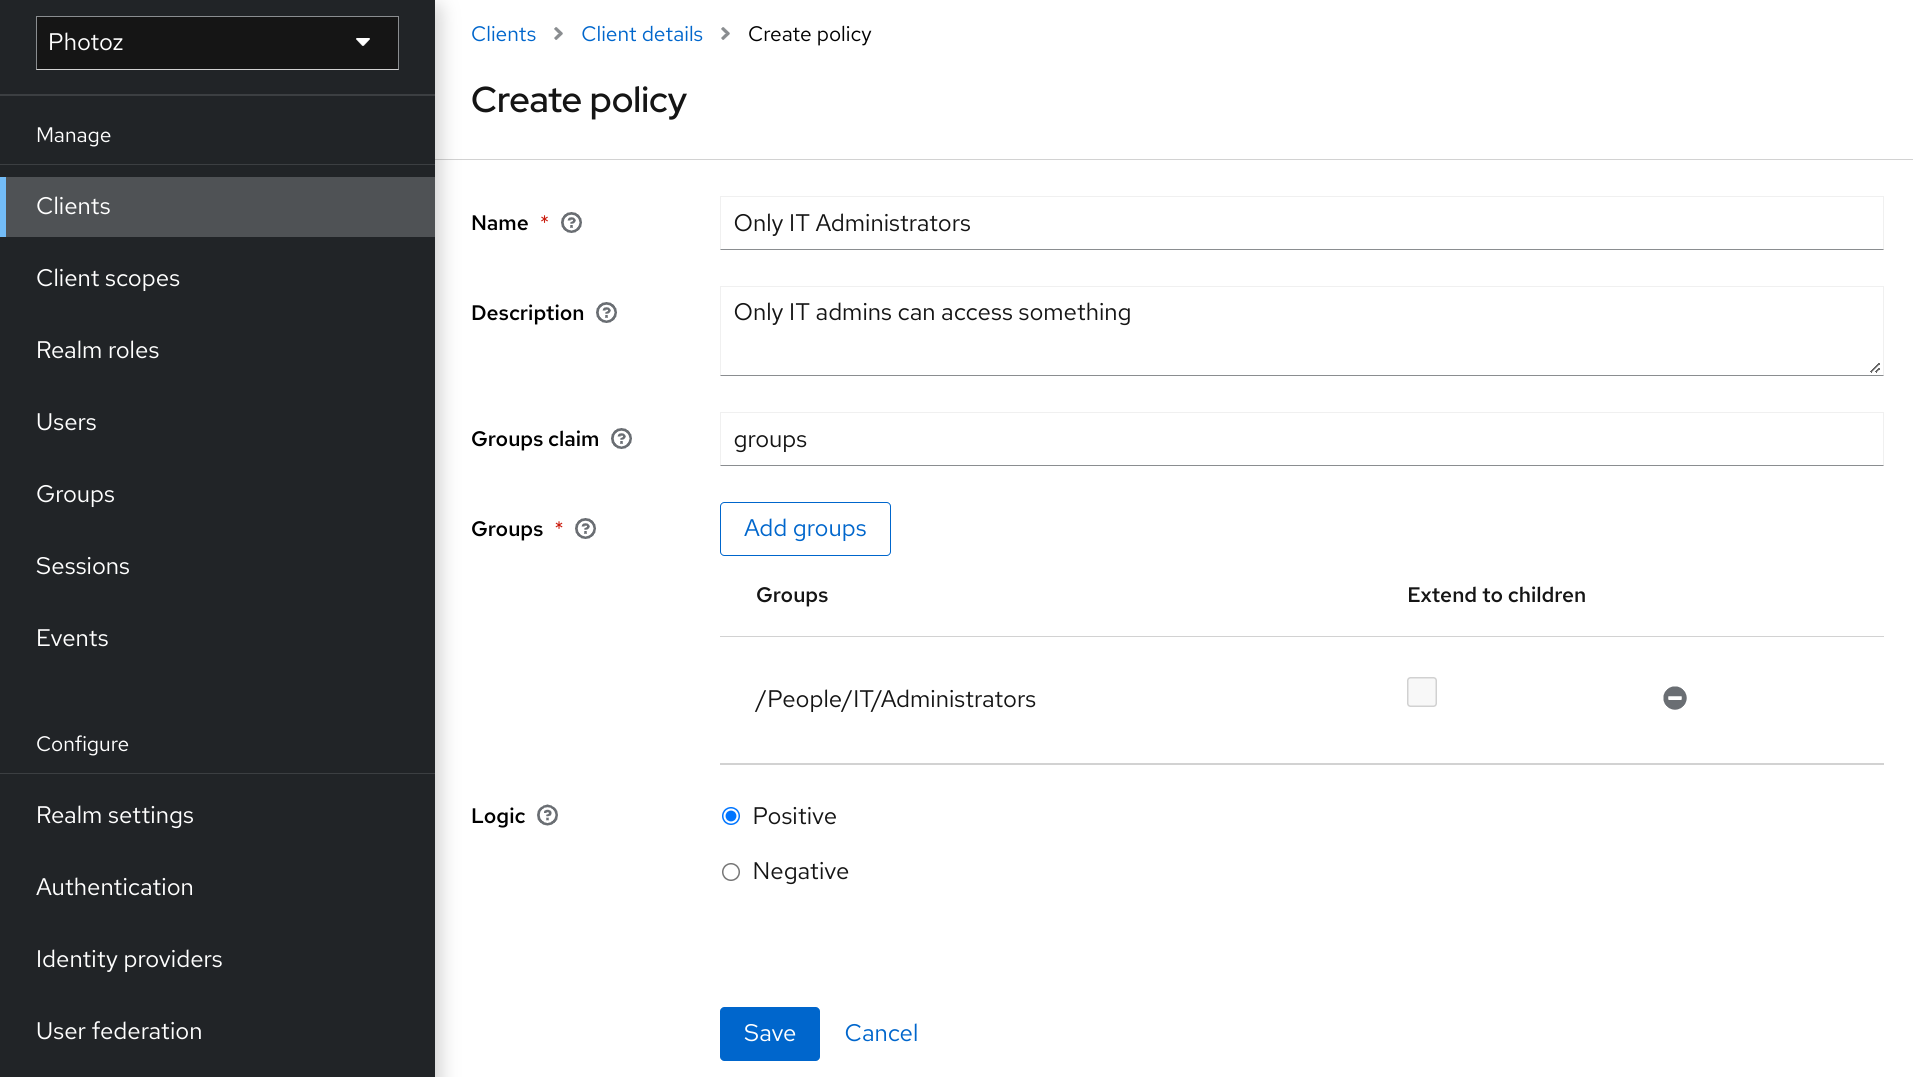 Photoz
Manage
Clients
Client scopes
Realm roles
Users
Groups
Sessions
Events
Configure
Realm settings
Authentication
Identity providers
User federation
Clients > Client details > Create policy
Create policy
Name *
Only IT Administrators
Description
Only IT admins can access something
Groups claim
groups
Groups *
Add groups
Groups Extend to children
/People/IT/Administrators
Logic
Positive
Negative
Save Cancel